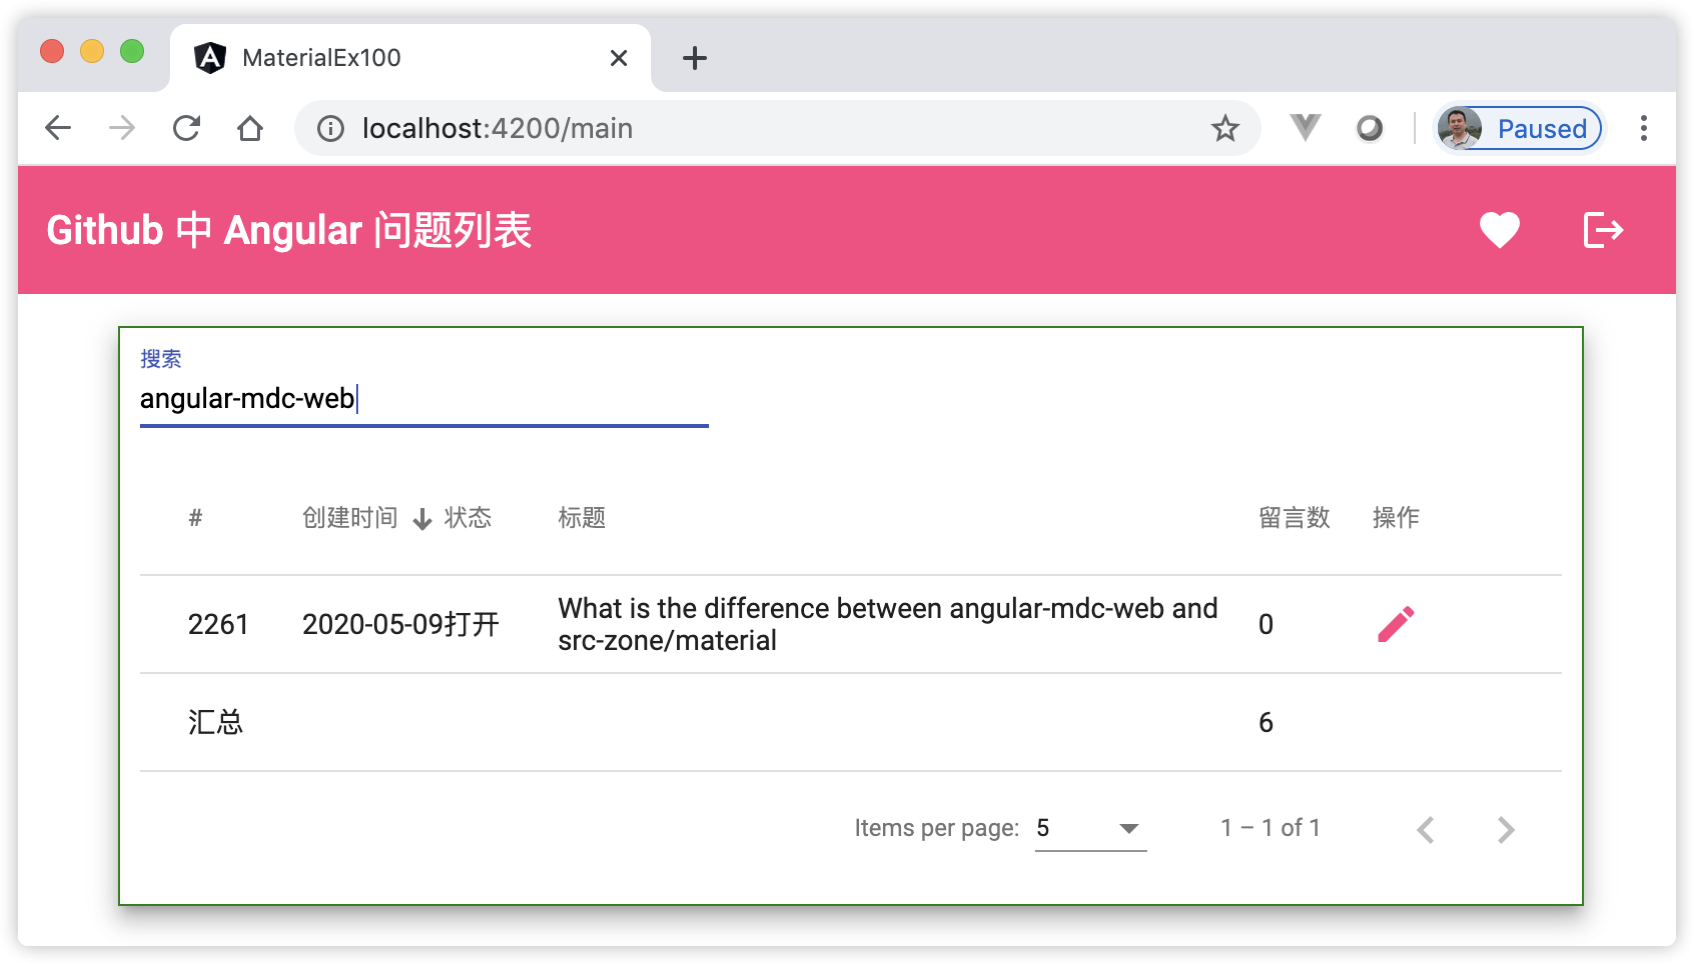 MaterialEx100
localhost:4200/main
Paused
Github 中 Angular 问题列表
搜索
angular-mdc-web
# 创建时间 状态 标题 留言数 操作
2261 2020-05-09打开 What is the difference between angular-mdc-web and 0
src-zone/material
汇总 6
Items per page: 5 1 – 1 of 1